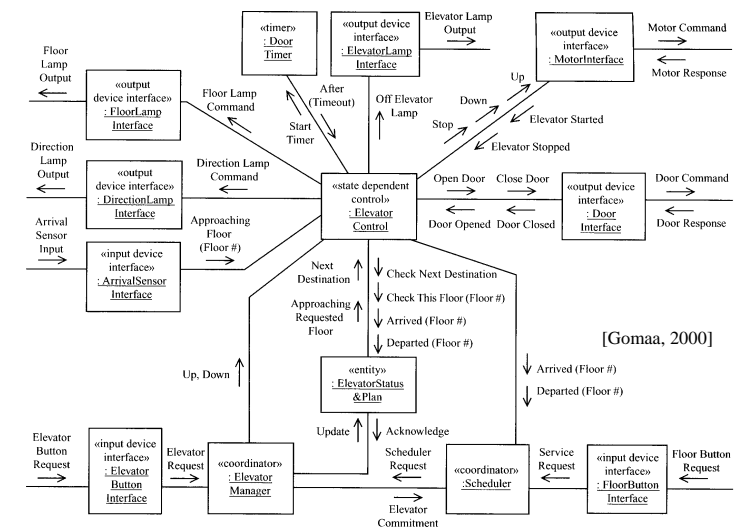 «timer»
: Door
Timer
«output device
interface»
: ElevatorLamp
Interface
Elevator Lamp
Output
«output device
interface»
: MotorInterface
Motor Command
Motor Response
Floor
Lamp
Output
«output
device interface»
: FloorLamp
Interface
Floor Lamp
Command
After
(Timeout)
Start
Timer
Off Elevator
Lamp
Stop
Down
Up
Elevator Started
Elevator Stopped
Direction
Lamp
Output
«output
device interface»
: DirectionLamp
Interface
Direction Lamp
Command
«state dependent
control»
: Elevator
Control
Open Door
Close Door
Door Opened
Door Closed
«output device
interface»
: Door
Interface
Door Command
Door Response
Arrival
Sensor
Input
«input device
interface»
: ArrivalSensor
Interface
Approaching
Floor
(Floor #)
Next
Destination
Approaching
Requested
Floor
Check Next Destination
Check This Floor (Floor #)
Arrived (Floor #)
Departed (Floor #)
[Gomaa, 2000]
Up, Down
«entity»
: ElevatorStatus
&Plan
Arrived (Floor #)
Departed (Floor #)
Update
Acknowledge
Elevator
Button
Request
«input device
interface»
: Elevator
Button
Interface
Elevator
Request
«coordinator»
: Elevator
Manager
Scheduler
Request
Elevator
Commitment
«coordinator»
:Scheduler
Service
Request
«input device
interface»
: FloorButton
Interface
Floor Button
Request